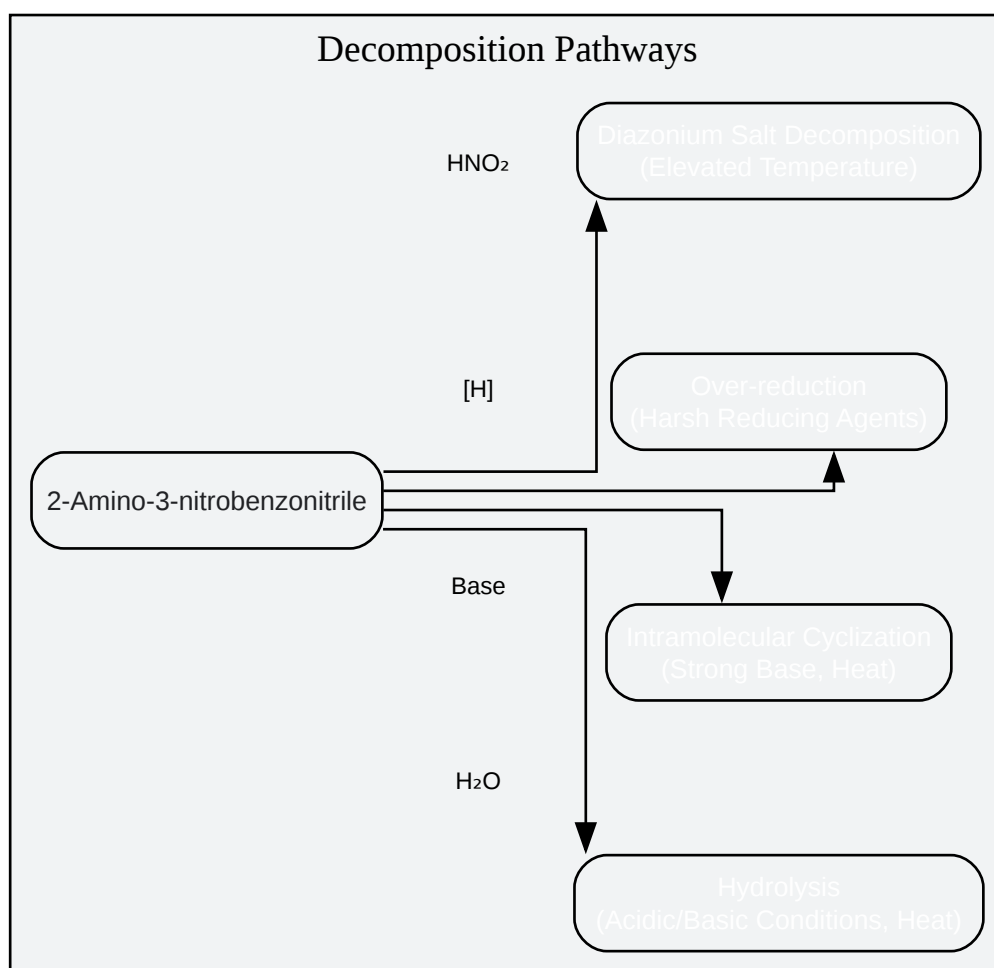 Decomposition Pathways
HNO₂
Diazonium Salt Decomposition
(Elevated Temperature)
[H]
Over-reduction
(Harsh Reducing Agents)
2-Amino-3-nitrobenzonitrile
Base
Intramolecular Cyclization
(Strong Base, Heat)
H₂O
Hydrolysis
(Acidic/Basic Conditions, Heat)